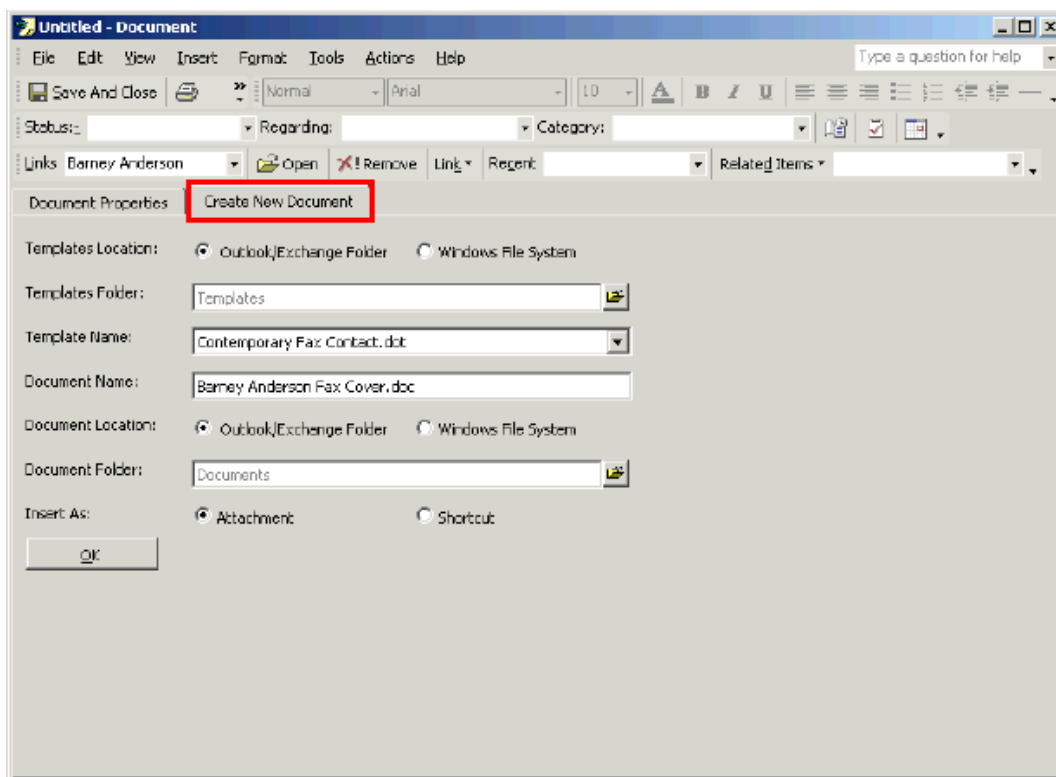 Untitled - Document
File Edit View Insert Format Tools Actions Help Type a question for help
Save And Close Normal Arial 10 A B I U
Status: Regarding: Category:
Links Barney Anderson Open Remove Link Recent Related Items
Document Properties Create New Document
Templates Location: Outlook/Exchange Folder Windows File System
Templates Folder: Templates
Template Name: Contemporary Fax Contact.dot
Document Name: Barney Anderson Fax Cover.doc
Document Location: Outlook/Exchange Folder Windows File System
Document Folder: Documents
Insert As: Attachment Shortcut
OK